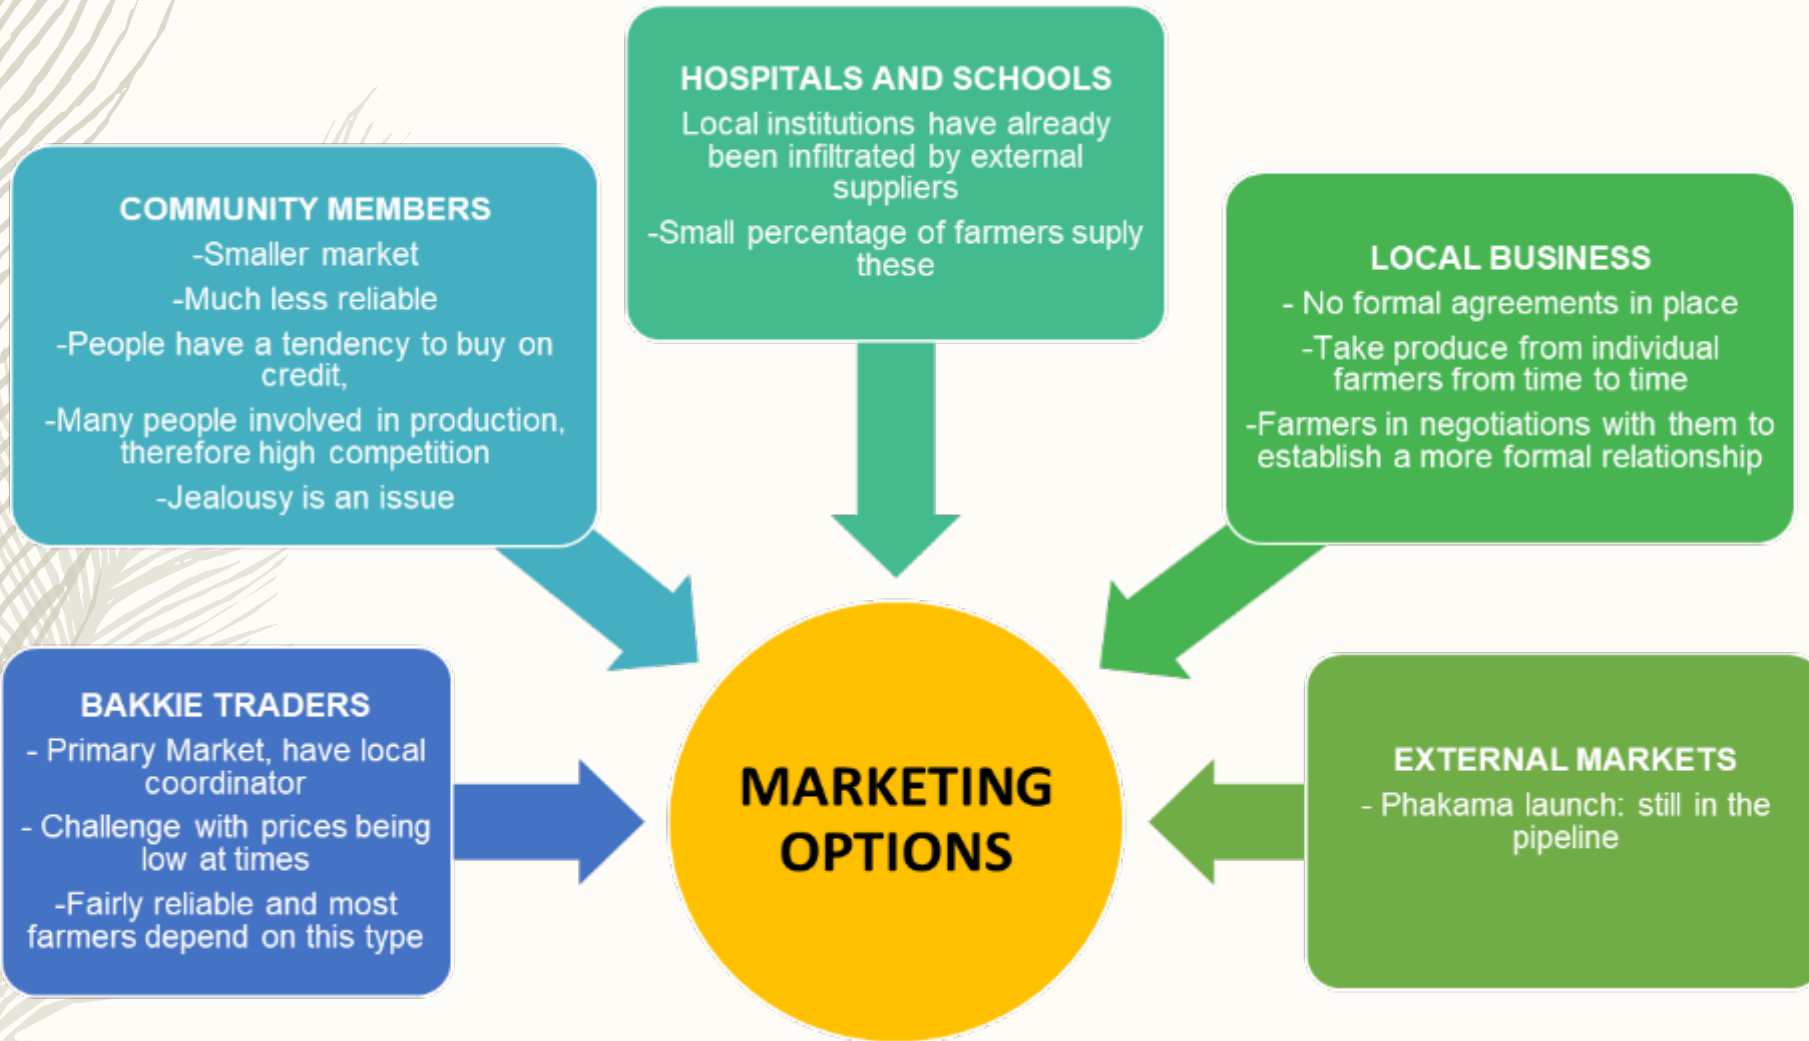 HOSPITALS AND SCHOOLS
Local institutions have already
been infiltrated by external
suppliers
-Small percentage of farmers suply
these
COMMUNITY MEMBERS
-Smaller market
-Much less reliable
-People have a tendency to buy on
credit,
-Many people involved in production,
therefore high competition
-Jealousy is an issue
LOCAL BUSINESS
- No formal agreements in place
-Take produce from individual
farmers from time to time
-Farmers in negotiations with them to
establish a more formal relationship
BAKKIE TRADERS
- Primary Market, have local
coordinator
- Challenge with prices being
low at times
-Fairly reliable and most
farmers depend on this type
MARKETING
OPTIONS
EXTERNAL MARKETS
- Phakama launch: still in the
pipeline